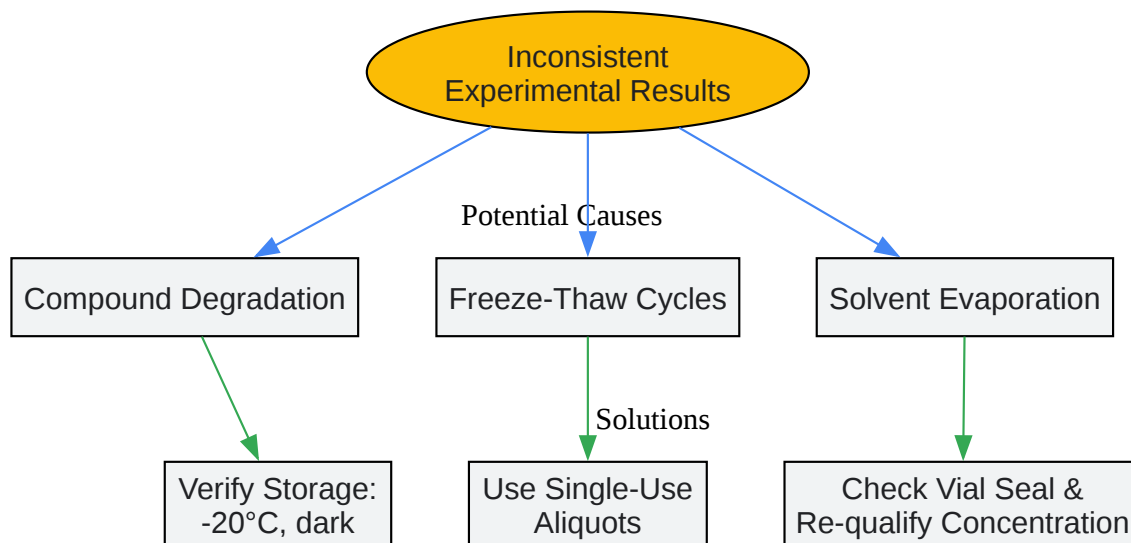 Inconsistent
Experimental Results
Potential Causes
Compound Degradation
Freeze-Thaw Cycles
Solvent Evaporation
Solutions
Verify Storage:
-20°C, dark
Use Single-Use
Aliquots
Check Vial Seal &
Re-qualify Concentration